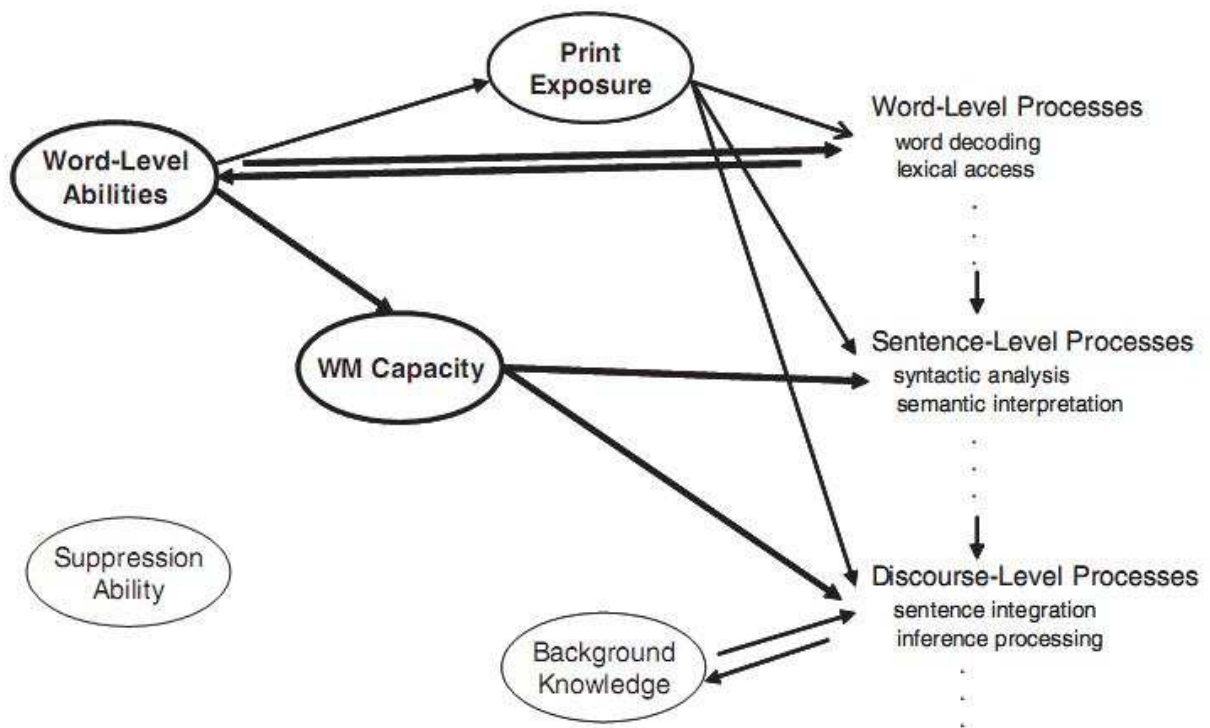 Print
Exposure
Word-Level Processes
word decoding
lexical access
Word-Level
Abilities
WM Capacity
Sentence-Level Processes
syntactic analysis
semantic interpretation
Suppression
Ability
Discourse-Level Processes
sentence integration
inference processing
Background
Knowledge